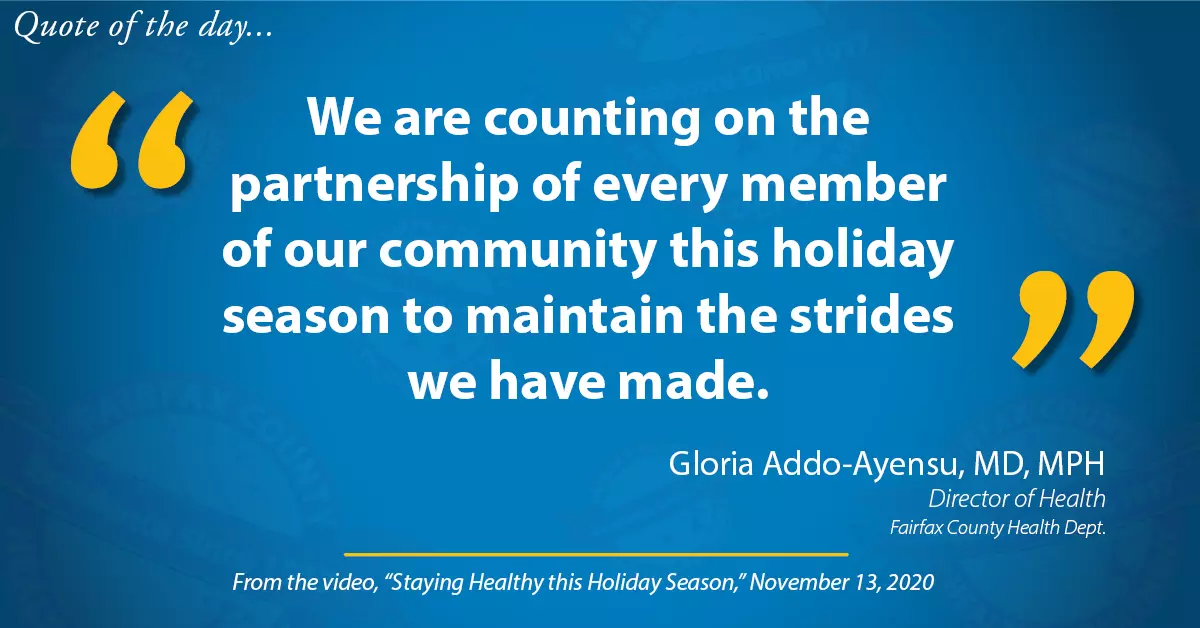 Quote of the day...
“We are counting on the
partnership of every member
of our community this holiday
season to maintain the strides
we have made.”
Gloria Addo-Ayensu, MD, MPH
Director of Health
Fairfax County Health Dept.
From the video, “Staying Healthy this Holiday Season,” November 13, 2020
FAIRFAX COUNTY